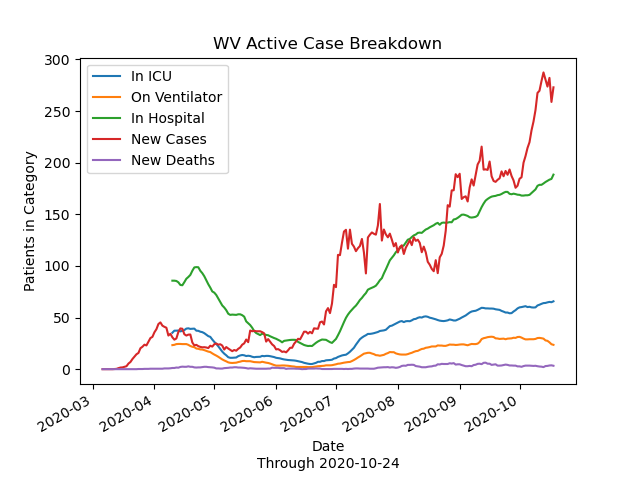 WV Active Case Breakdown
In ICU
On Ventilator
In Hospital
New Cases
New Deaths
Patients in Category
300
250
200
150
100
50
0
2020-03
2020-04
2020-05
2020-06
2020-07
2020-08
2020-09
2020-10
Date
Through 2020-10-24